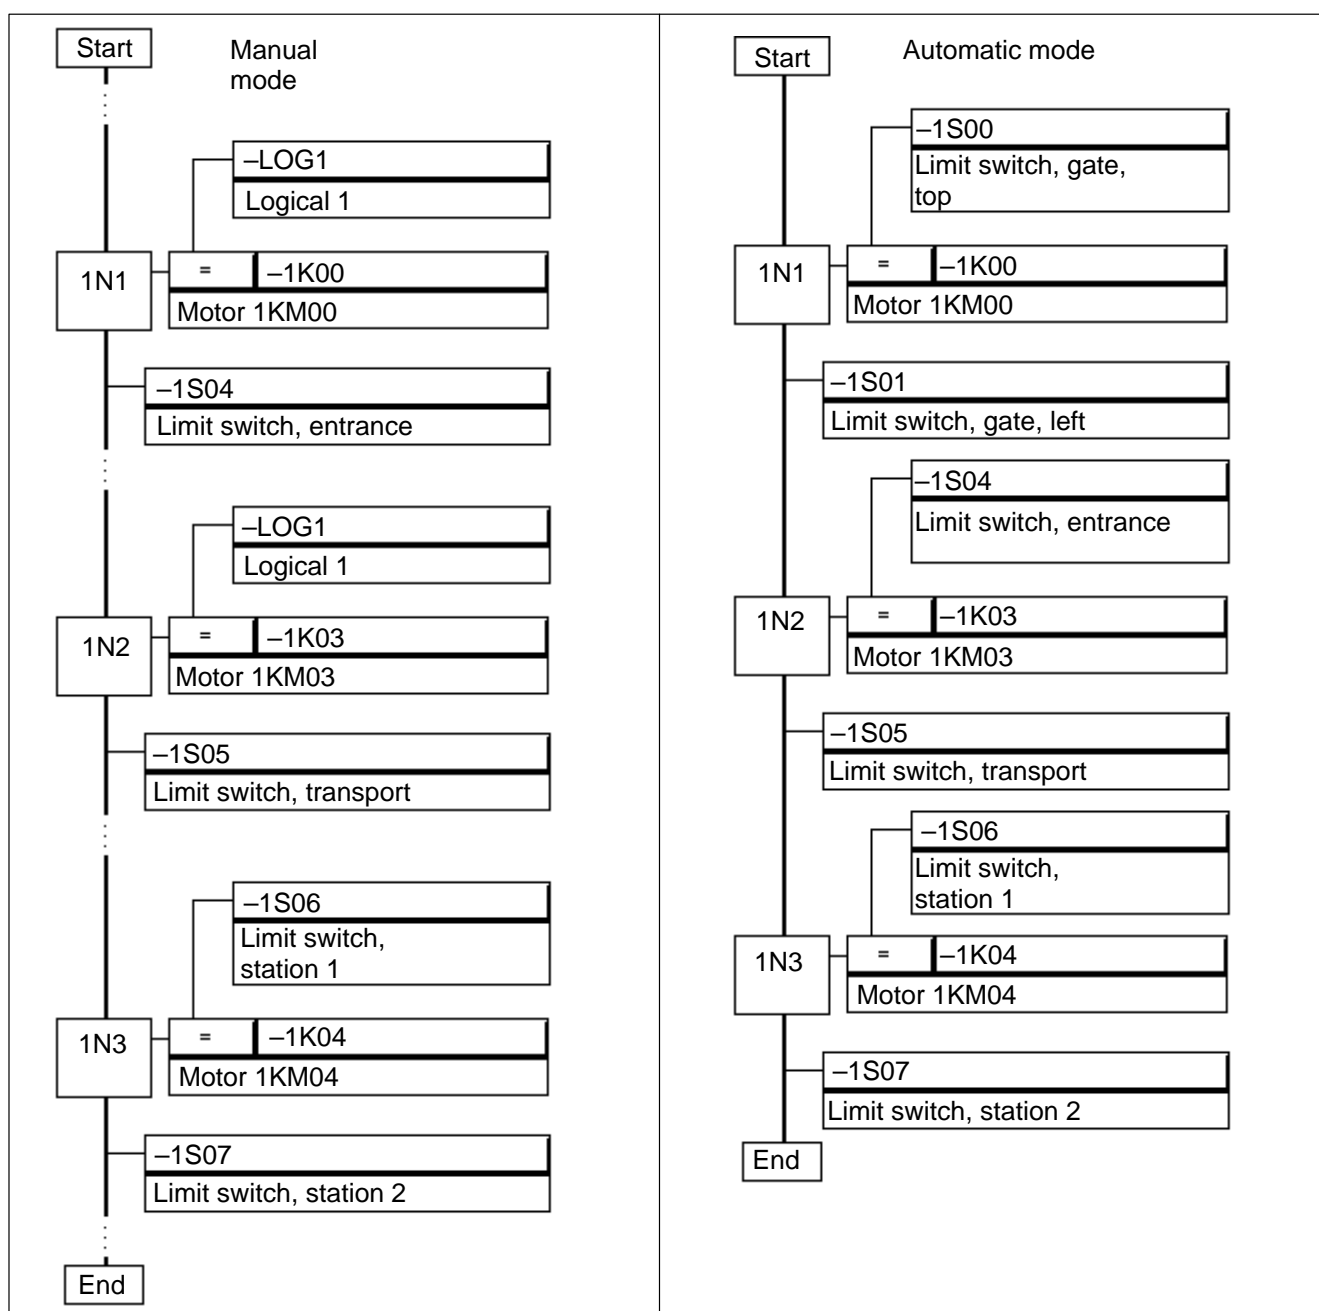 Start
Manual
mode
–LOG1
Logical 1
1N1
= –1K00
Motor 1KM00
–1S04
Limit switch, entrance
–LOG1
Logical 1
1N2
= –1K03
Motor 1KM03
–1S05
Limit switch, transport
–1S06
Limit switch,
station 1
1N3
= –1K04
Motor 1KM04
–1S07
Limit switch, station 2
End
Start
Automatic mode
–1S00
Limit switch, gate,
top
1N1
= –1K00
Motor 1KM00
–1S01
Limit switch, gate, left
–1S04
Limit switch, entrance
1N2
= –1K03
Motor 1KM03
–1S05
Limit switch, transport
–1S06
Limit switch,
station 1
1N3
= –1K04
Motor 1KM04
–1S07
Limit switch, station 2
End